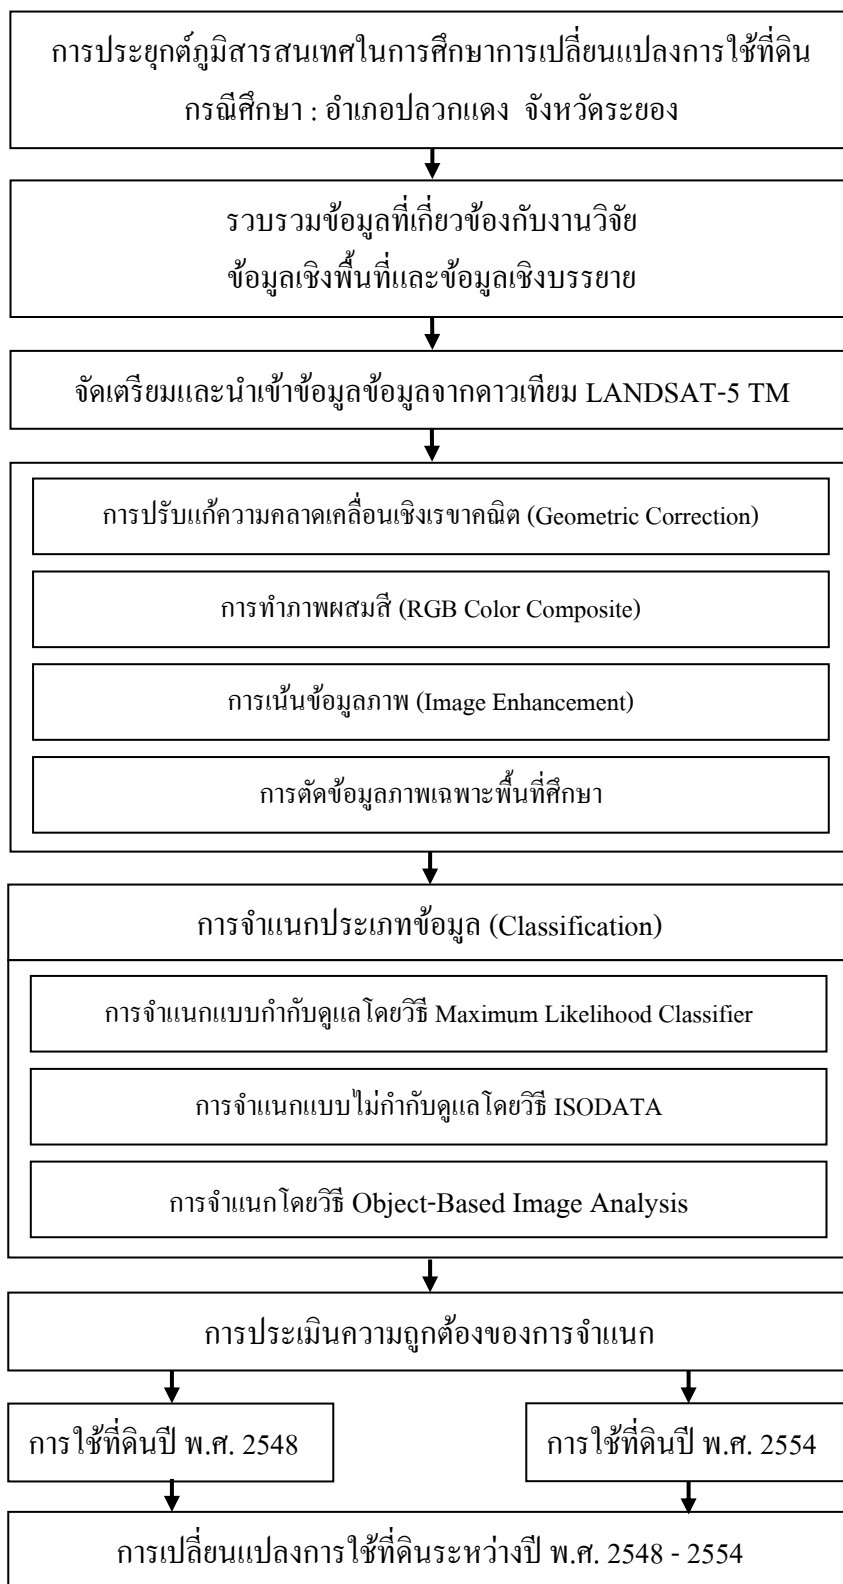 การประยุกต์ภูมิสารสนเทศในการศึกษาการเปลี่ยนแปลงการใช้ที่ดิน
กรณีศึกษา : อำเภอปลวกแดง จังหวัดระยอง
รวบรวมข้อมูลที่เกี่ยวข้องกับงานวิจัย
ข้อมูลเชิงพื้นที่และข้อมูลเชิงบรรยาย
จัดเตรียมและนำเข้าข้อมูลข้อมูลจากดาวเทียม LANDSAT-5 TM
การปรับแก้ความคลาดเคลื่อนเชิงเรขาคณิต (Geometric Correction)
การทำภาพผสมสี (RGB Color Composite)
การเน้นข้อมูลภาพ (Image Enhancement)
การตัดข้อมูลภาพเฉพาะพื้นที่ศึกษา
การจำแนกประเภทข้อมูล (Classification)
การจำแนกแบบกำกับดูแลโดยวิธี Maximum Likelihood Classifier
การจำแนกแบบไม่กำกับดูแลโดยวิธี ISODATA
การจำแนกโดยวิธี Object-Based Image Analysis
การประเมินความถูกต้องของการจำแนก
การใช้ที่ดินปี พ.ศ. 2548
การใช้ที่ดินปี พ.ศ. 2554
การเปลี่ยนแปลงการใช้ที่ดินระหว่างปี พ.ศ. 2548 - 2554